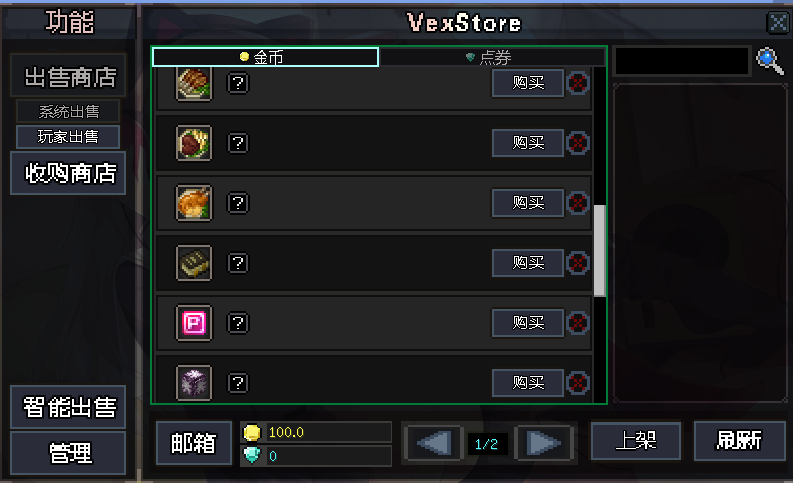 功能
VexStore
出售商店
系统出售
玩家出售
收购商店
智能出售
管理
金币
点券
?
购买
?
购买
?
购买
?
购买
P
?
购买
?
购买
邮箱
100.0
0
1/2
上架
刷新